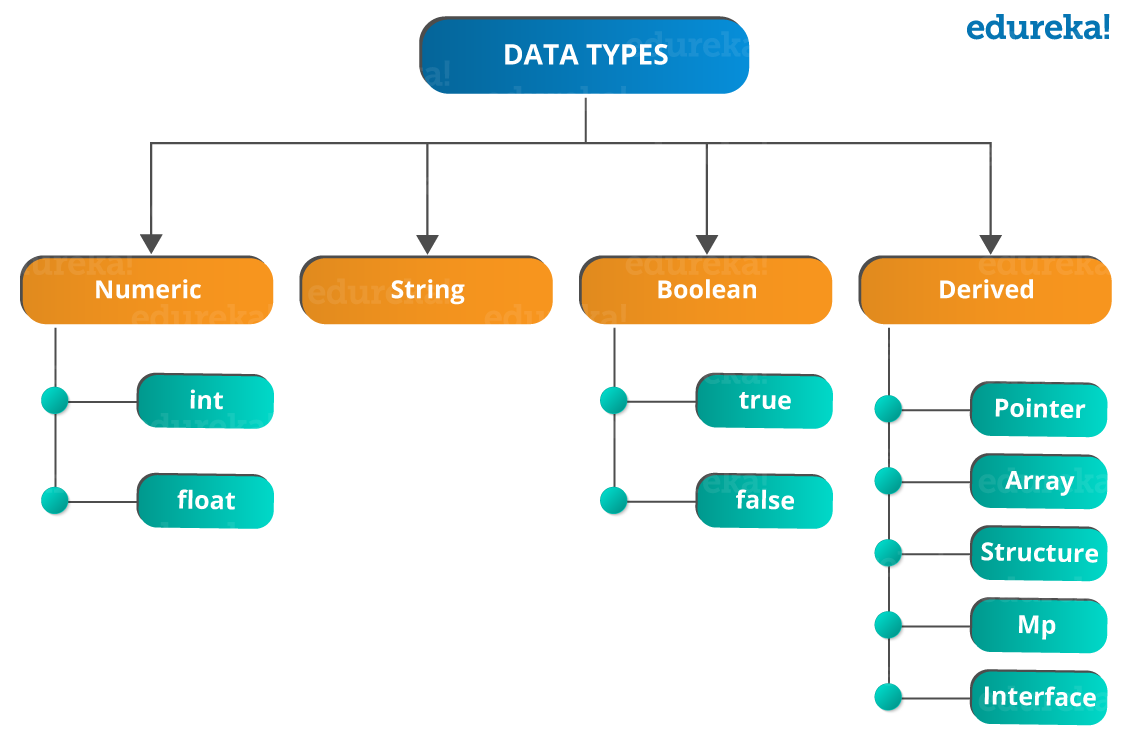 edureka!
DATA TYPES
Numeric
String
Boolean
Derived
int
float
true
false
Pointer
Array
Structure
Mp
Interface